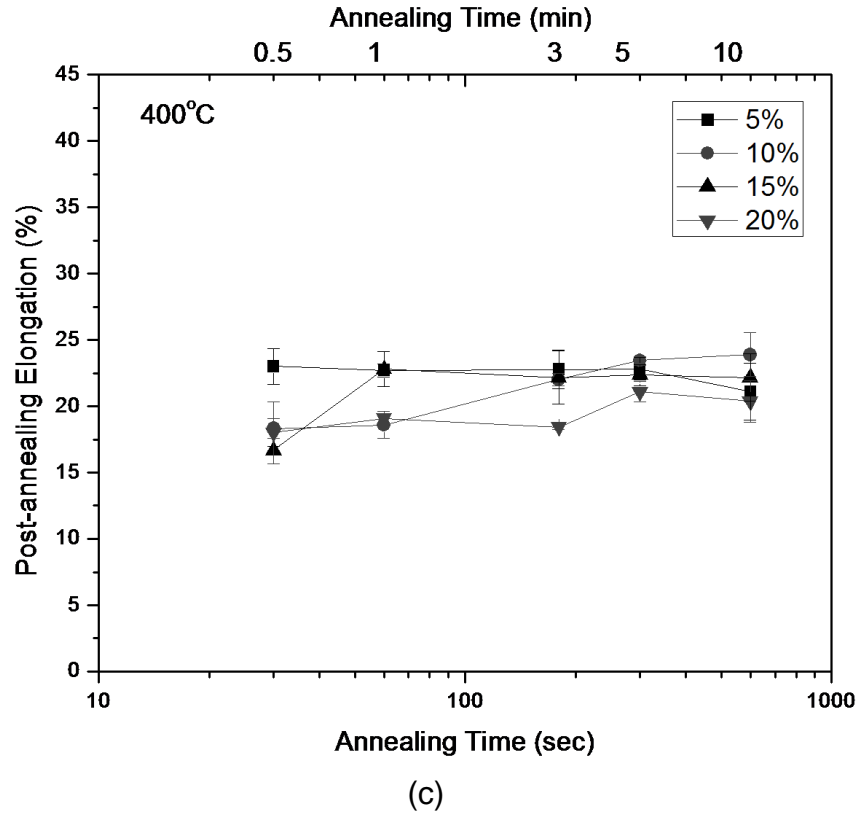 Annealing Time (min)
0.5 1 3 5 10
45
40
35
30
25
20
15
10
5
0
Post-annealing Elongation (%)
400°C
5%
10%
15%
20%
10 100 1000
Annealing Time (sec)
(c)